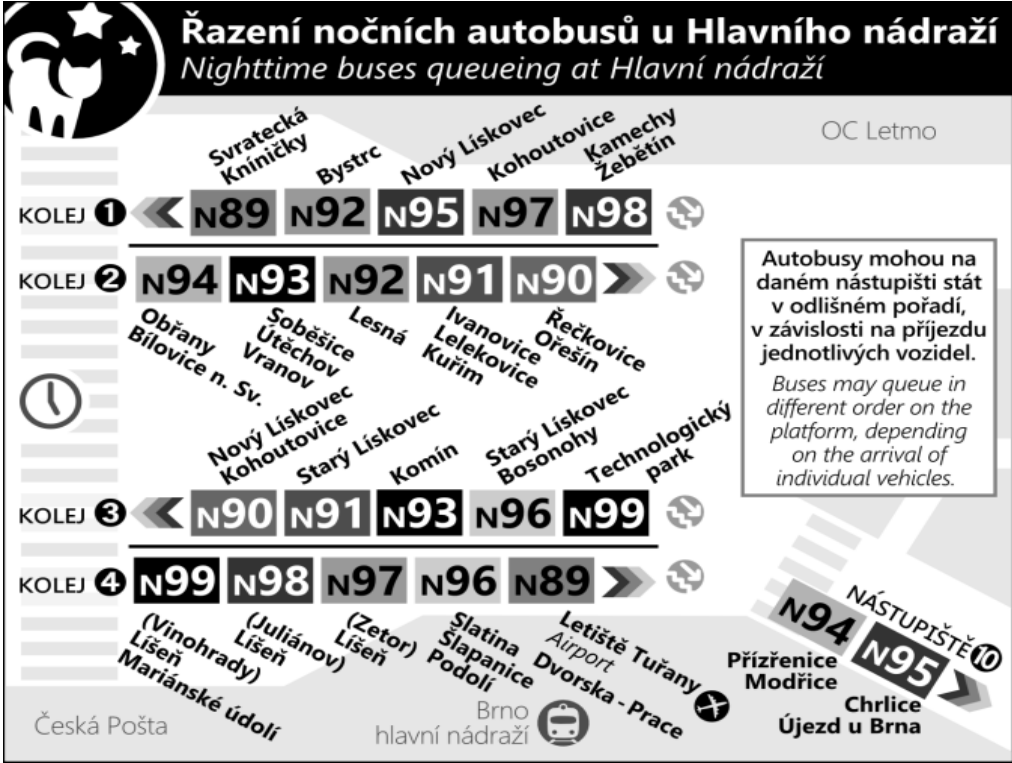 Řazení nočních autobusů u Hlavního nádraží
Nighttime buses queueing at Hlavní nádraží
OC Letmo
Svratecká
Kníničky
Bystrc
Nový Lískovec
Kohoutovice
Kamechy
Žebětín
KOLEJ 1 N89 N92 N95 N97 N98
KOLEJ 2 N94 N93 N92 N91 N90
Obřany
Bílovice n. Sv.
Soběšice
Útěchov
Vranov
Lesná
Ivanovice
Lelekovice
Kuřim
Řečkovice
Ořešín
Autobusy mohou na
daném nástupišti stát
v odlišném pořadí,
v závislosti na příjezdu
jednotlivých vozidel.
Buses may queue in
different order on the
platform, depending
on the arrival of
individual vehicles.
Nový Lískovec
Kohoutovice
Starý Lískovec
Komín
Starý Lískovec
Bosonohy
Technologický
park
KOLEJ 3 N90 N91 N93 N96 N99
KOLEJ 4 N99 N98 N97 N96 N89
(Vinohrady)
Líšeň
Mariánské údolí
(Juliánov)
Líšeň
(Zetor)
Líšeň
Slatina
Šlapanice
Podolí
Letiště Tuřany
Airport
Dvorska - Prace
NÁSTUPIŠTĚ 10
N94 N95
Přízřenice
Modřice
Chrlice
Újezd u Brna
Česká Pošta
Brno
hlavní nádraží